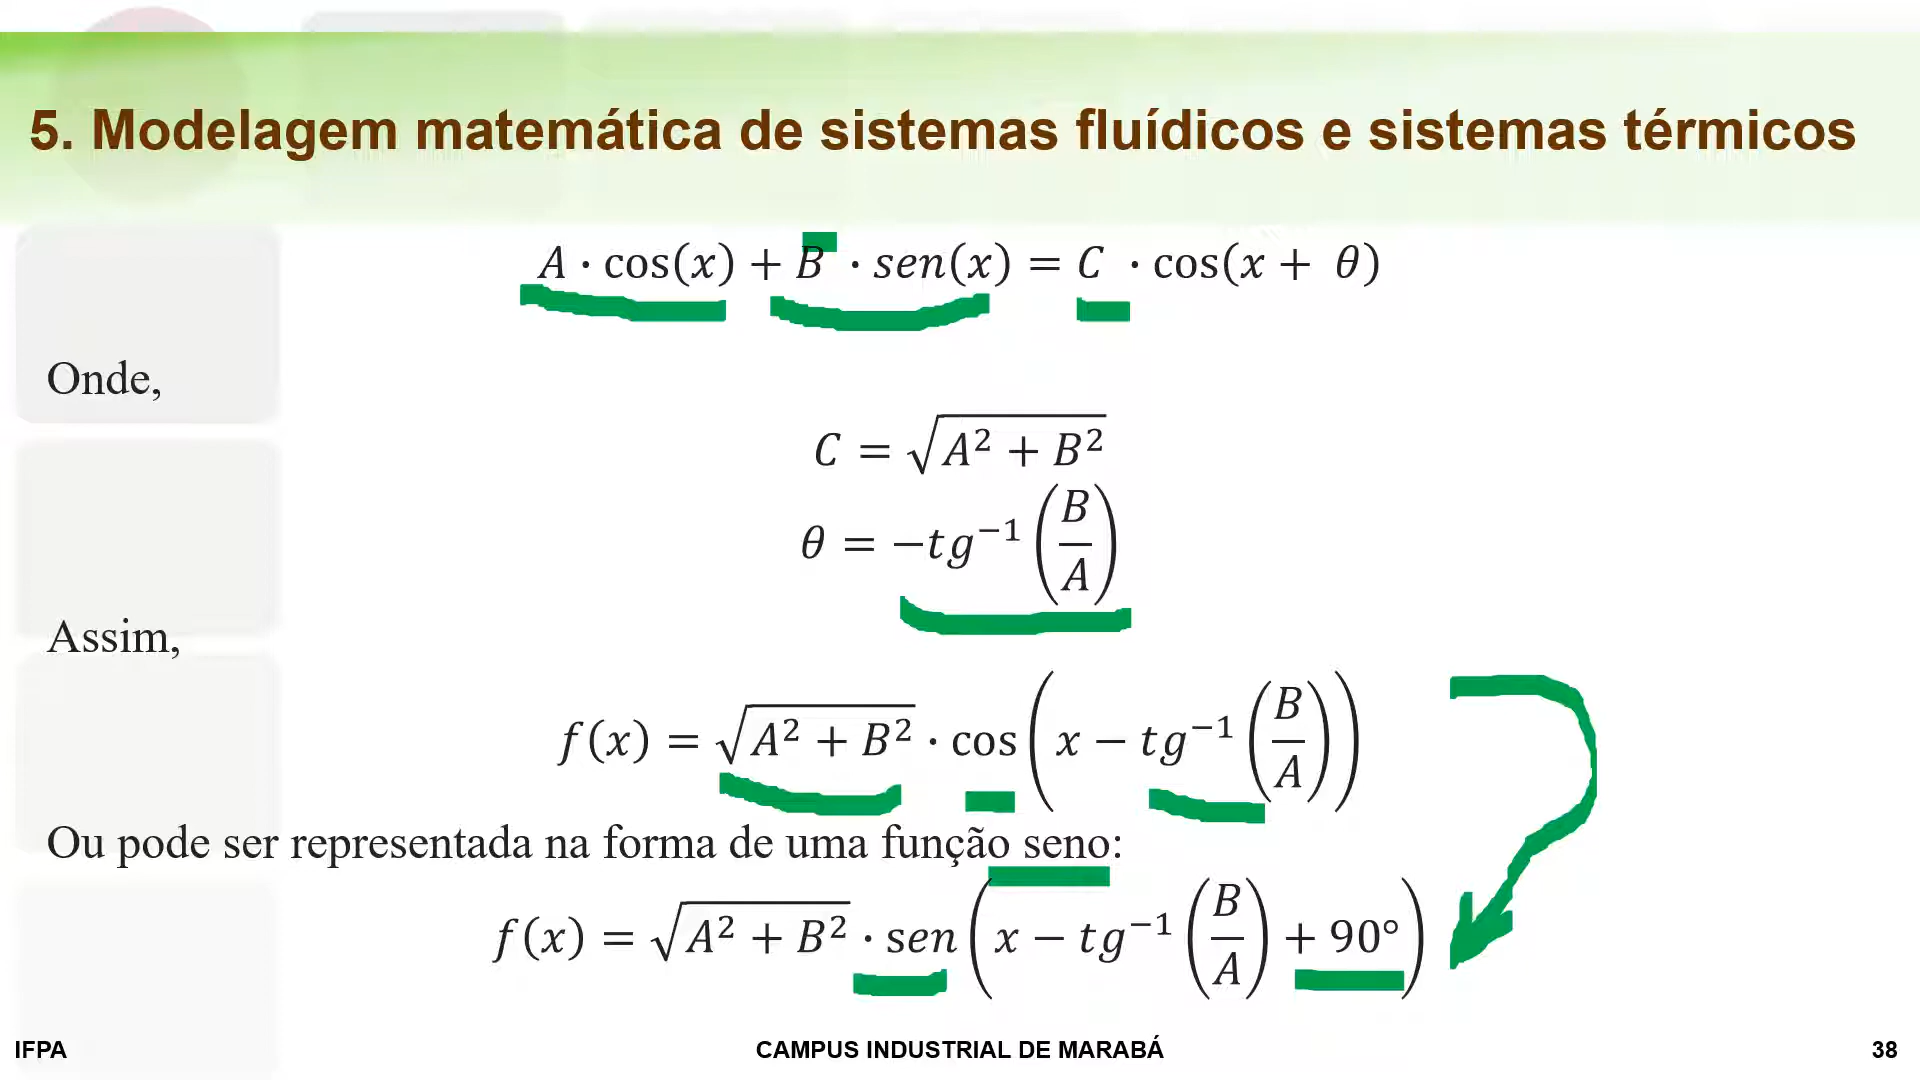 5. Modelagem matemática de sistemas fluídicos e sistemas térmicos
A · cos(x) + B · sen(x) = C · cos(x + θ)
Onde,
C = √(A² + B²)
θ = −tg⁻¹(B/A)
Assim,
f(x) = √(A² + B²) · cos(x − tg⁻¹(B/A))
Ou pode ser representada na forma de uma função seno:
f(x) = √(A² + B²) · sen(x − tg⁻¹(B/A) + 90°)
IFPA CAMPUS INDUSTRIAL DE MARABÁ 38